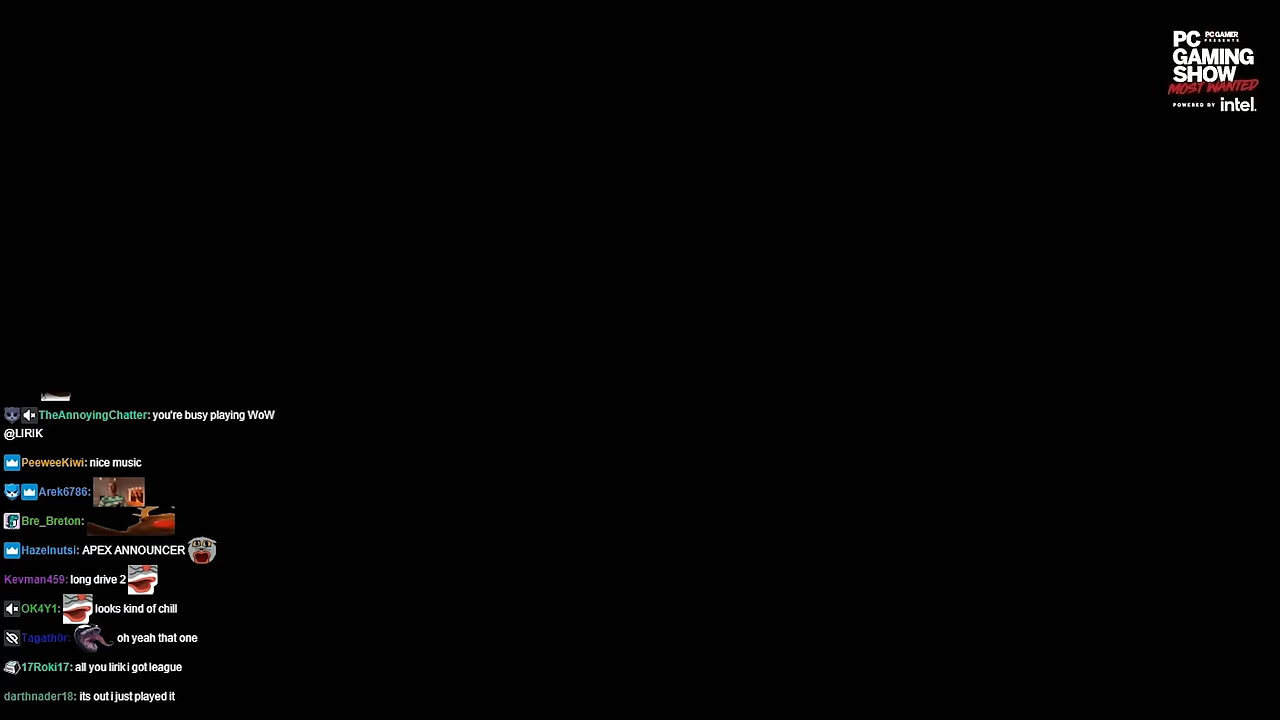 PC PC GAMER
PRESENTS
GAMING
SHOW
MOST WANTED
POWERED BY intel.
TheAnnoyingChatter: you're busy playing WoW
@LIRIK
PeeweeKiwi: nice music
Arek6786:
Bre_Breton:
Hazelnutsi: APEX ANNOUNCER
Kevman459: long drive 2
OK4Y1: looks kind of chill
Tagath0r: oh yeah that one
17Roki17: all you lirik i got league
darthnader18: its out i just played it